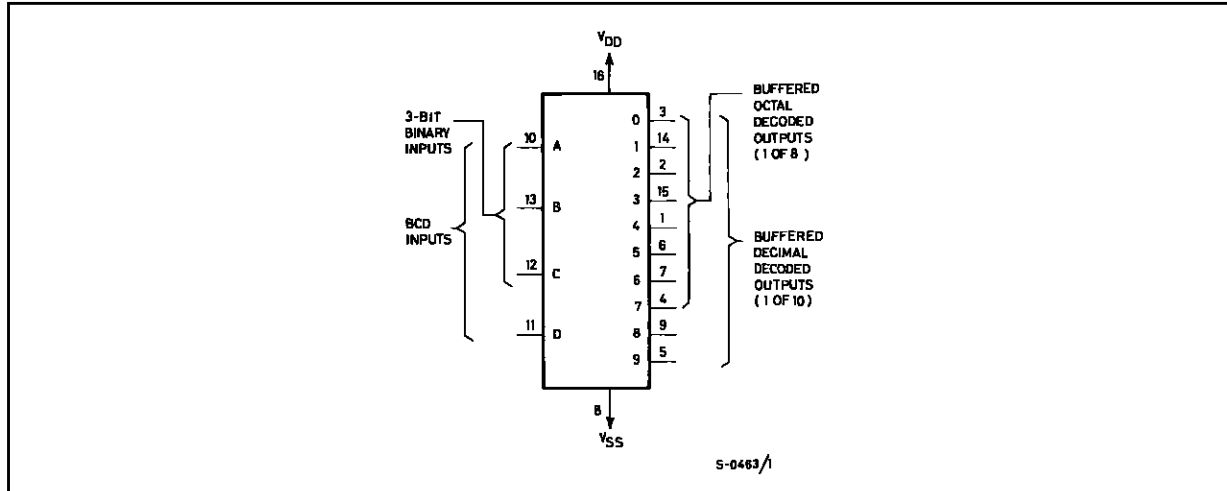 VDD
16
3-BIT
BINARY
INPUTS
BCD
INPUTS
10 A
13 B
12 C
11 D
0 3
1 14
2 2
3 15
4 1
5 6
6 7
7 4
8 9
9 5
BUFFERED
OCTAL
DECODED
OUTPUTS
( 1 OF 8 )
BUFFERED
DECIMAL
DECODED
OUTPUTS
( 1 OF 10 )
8
VSS
S-0463/1